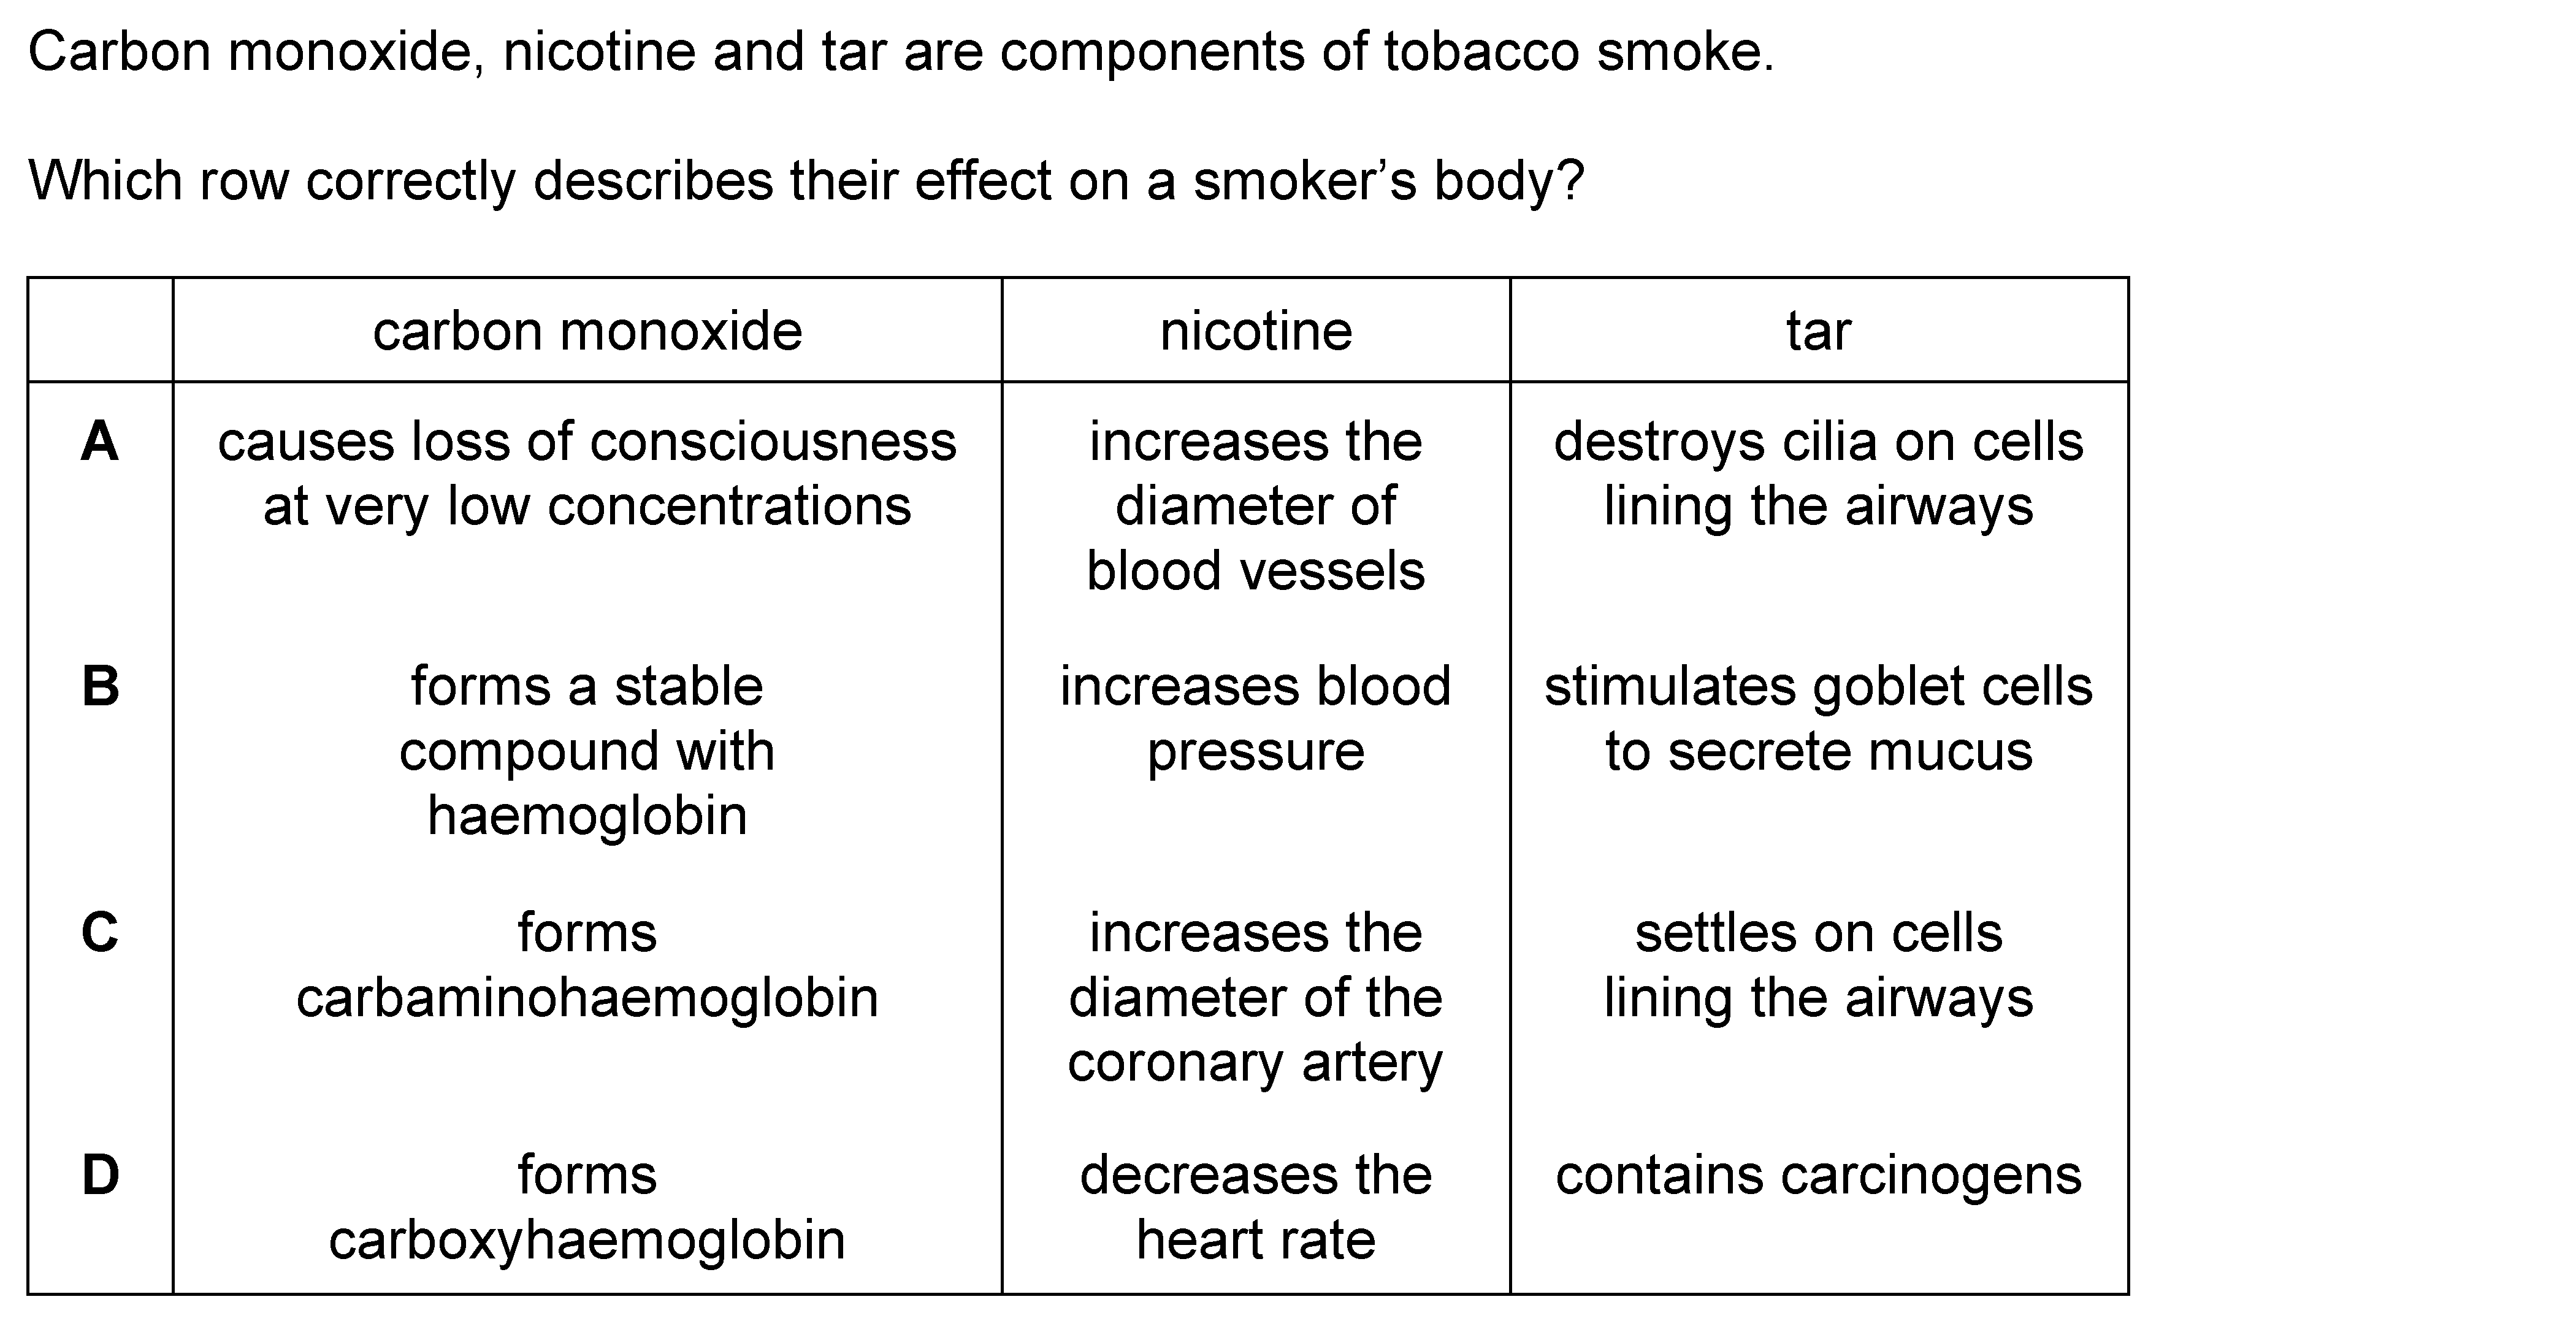 Carbon monoxide, nicotine and tar are components of tobacco smoke.
Which row correctly describes their effect on a smoker’s body?
carbon monoxide nicotine tar
A causes loss of consciousness increases the destroys cilia on cells
at very low concentrations diameter of lining the airways
blood vessels
B forms a stable increases blood stimulates goblet cells
compound with pressure to secrete mucus
haemoglobin
C forms increases the settles on cells
carbaminohaemoglobin diameter of the lining the airways
coronary artery
D forms decreases the contains carcinogens
carboxyhaemoglobin heart rate